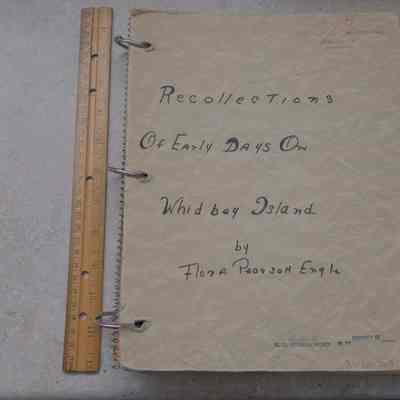 Recollections
Of Early Days On
Whidbey Island
by
Flora Pearson Engle